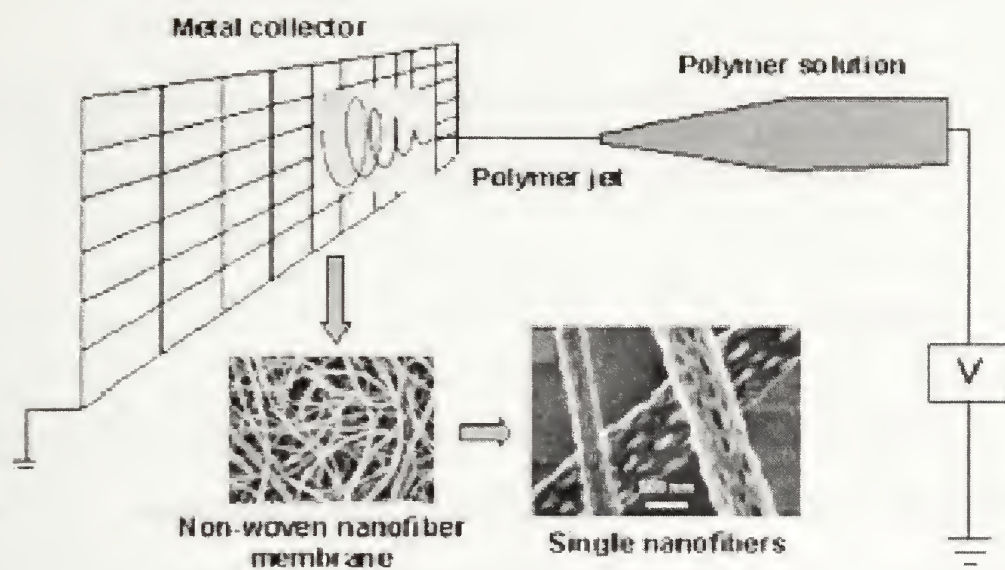 Metal collector
Polymer solution
Polymer jet
V
Non-woven nanofiber
membrane
Single nanofibers